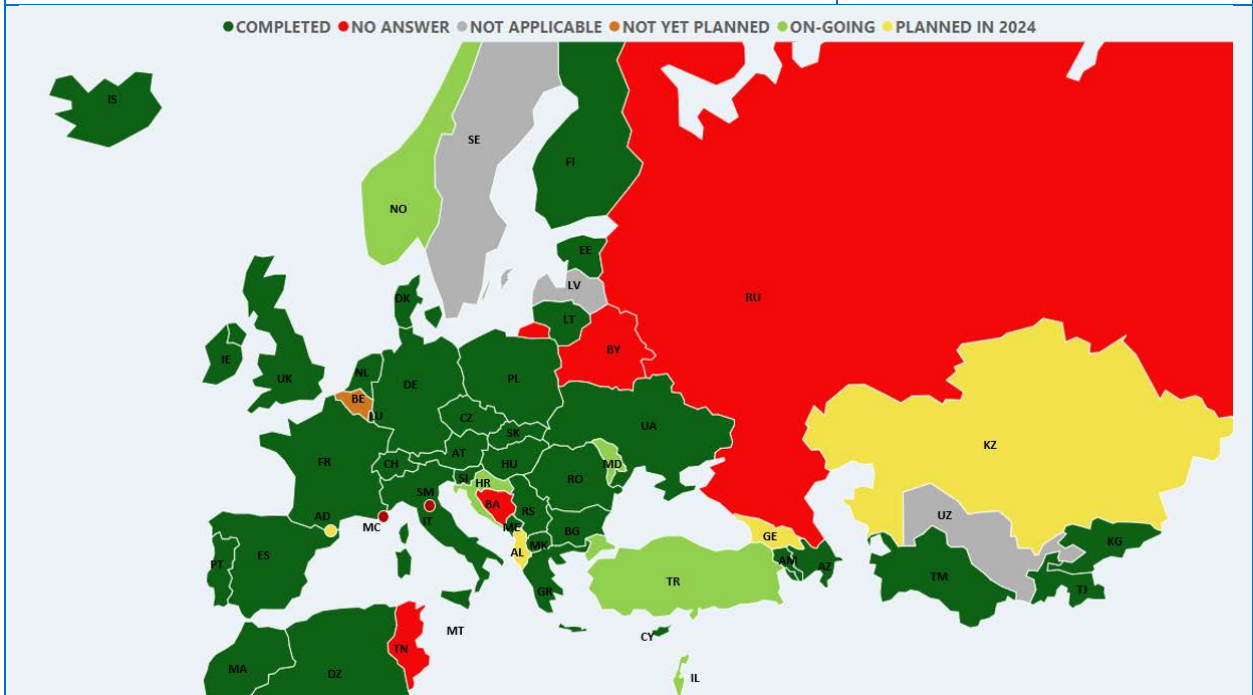 COMPLETED NO ANSWER NOT APPLICABLE NOT YET PLANNED ON-GOING PLANNED IN 2024
IS
SE
FI
NO
EE
LV
DK
RU
LT
BY
IE
NL
UK
DE
PL
BE
LU
CZ
UA
SK
KZ
FR
CH
AT
HU
MD
SI
HR
RO
SM
BA
RS
AD
MC
IT
ME
BG
UZ
GE
KG
ES
PT
AL
MK
AM
AZ
TM
TJ
TR
GR
MT
CY
TN
MA
DZ
IL